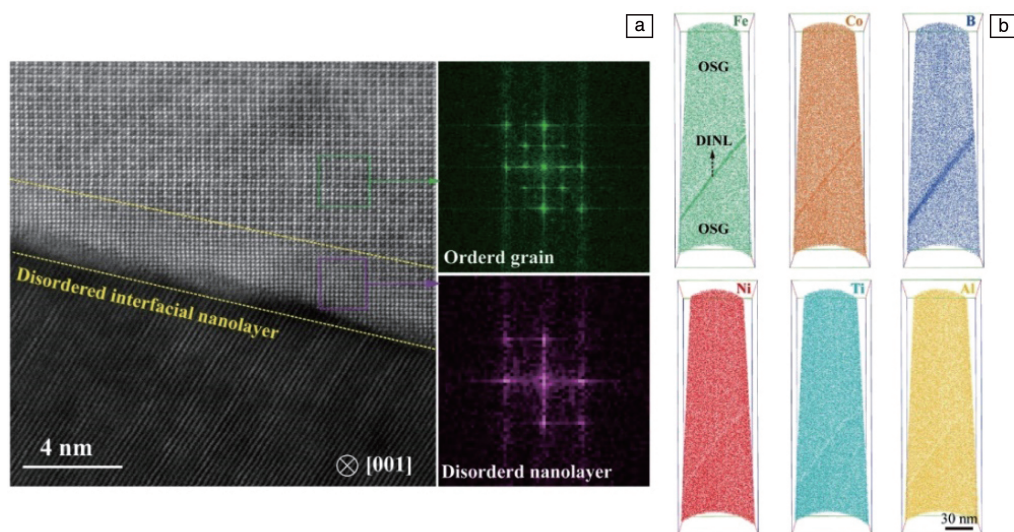 a
Disordered interfacial nanolayer
4 nm
[001]
Orderd grain
Disorderd nanolayer
b
Fe
OSG
DINL
OSG
Co
B
Ni
Ti
Al
30 nm